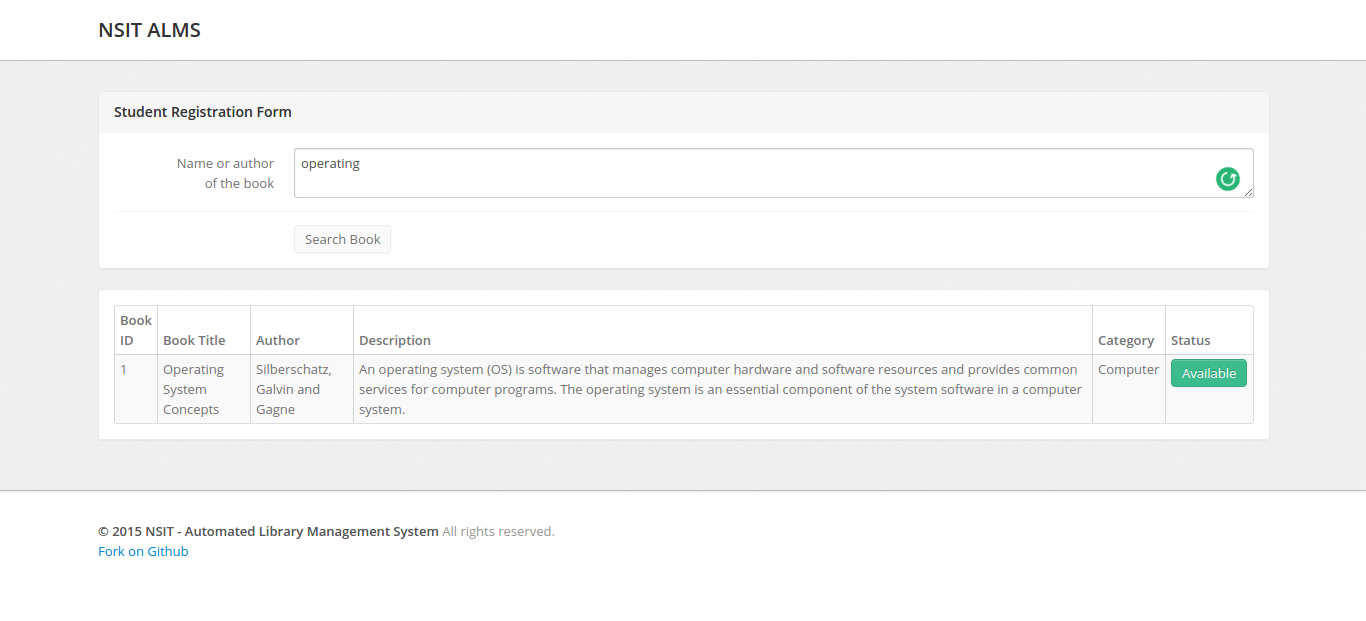 NSIT ALMS
Student Registration Form
Name or author
of the book
operating
Search Book
Book
ID
Book Title
Author
Description
Category
Status
1
Operating
System
Concepts
Silberschatz,
Galvin and
Gagne
An operating system (OS) is software that manages computer hardware and software resources and provides common
services for computer programs. The operating system is an essential component of the system software in a computer
system.
Computer
Available
© 2015 NSIT - Automated Library Management System All rights reserved.
Fork on Github